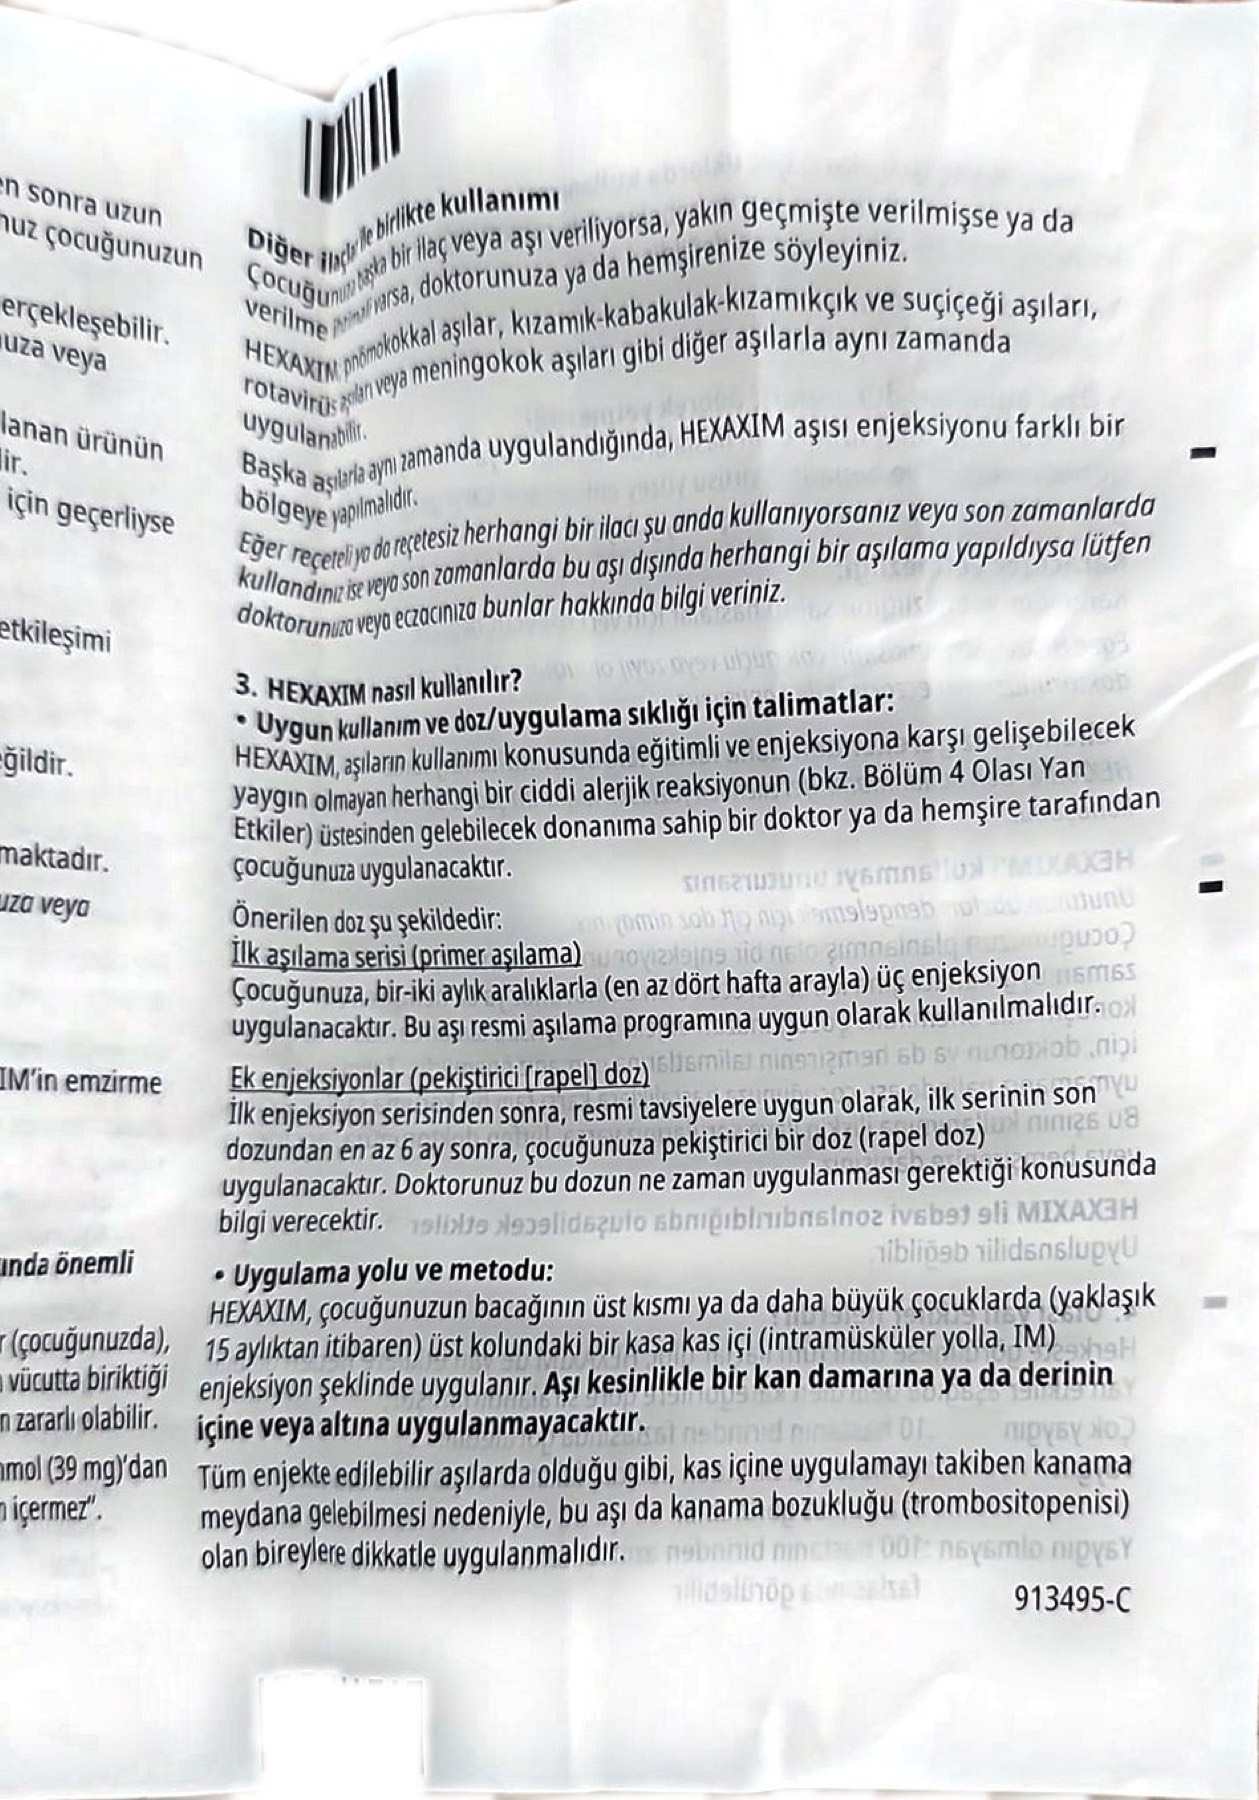 en sonra uzun
nuz çocuğunuzun
erçekleşebilir.
uza veya
lanan ürünün
lir.
için geçerliyse
etkileşimi
eğildir.
maktadır.
uza veya
IM'in emzirme
ında önemli
r (çocuğunuzda),
vücutta biriktiği
n zararlı olabilir.
mol (39 mg)'dan
içermez".
Diğer ilaçlar ile birlikte kullanımı
Çocuğunuza başka bir ilaç veya aşı veriliyorsa, yakın geçmişte verilmişse ya da
verilme ihtimali varsa, doktorunuza ya da hemşirenize söyleyiniz.
HEXAXIM, pnömokokkal aşılar, kızamık-kabakulak-kızamıkçık ve suçiçeği aşıları,
rotavirüs aşıları veya meningokok aşıları gibi diğer aşılarla aynı zamanda
uygulanabilir.
Başka aşılarla aynı zamanda uygulandığında, HEXAXIM aşısı enjeksiyonu farklı bir
bölgeye yapılmalıdır.
Eğer reçeteli ya da reçetesiz herhangi bir ilacı şu anda kullanıyorsanız veya son zamanlarda
kullandınız ise veya son zamanlarda bu aşı dışında herhangi bir aşılama yapıldıysa lütfen
doktorunuza veya eczacınıza bunlar hakkında bilgi veriniz.
3. HEXAXIM nasıl kullanılır?
• Uygun kullanım ve doz/uygulama sıklığı için talimatlar:
HEXAXIM, aşıların kullanımı konusunda eğitimli ve enjeksiyona karşı gelişebilecek
yaygın olmayan herhangi bir ciddi alerjik reaksiyonun (bkz. Bölüm 4 Olası Yan
Etkiler) üstesinden gelebilecek donanıma sahip bir doktor ya da hemşire tarafından
çocuğunuza uygulanacaktır.
Önerilen doz şu şekildedir:
İlk aşılama serisi (primer aşılama)
Çocuğunuza, bir-iki aylık aralıklarla (en az dört hafta arayla) üç enjeksiyon
uygulanacaktır. Bu aşı resmi aşılama programına uygun olarak kullanılmalıdır.
Ek enjeksiyonlar (pekiştirici [rapel] doz)
İlk enjeksiyon serisinden sonra, resmi tavsiyelere uygun olarak, ilk serinin son
dozundan en az 6 ay sonra, çocuğunuza pekiştirici bir doz (rapel doz)
uygulanacaktır. Doktorunuz bu dozun ne zaman uygulanması gerektiği konusunda
bilgi verecektir.
• Uygulama yolu ve metodu:
HEXAXIM, çocuğunuzun bacağının üst kısmı ya da daha büyük çocuklarda (yaklaşık
15 aylıktan itibaren) üst kolundaki bir kasa kas içi (intramüsküler yolla, IM)
enjeksiyon şeklinde uygulanır. Aşı kesinlikle bir kan damarına ya da derinin
içine veya altına uygulanmayacaktır.
Tüm enjekte edilebilir aşılarda olduğu gibi, kas içine uygulamayı takiben kanama
meydana gelebilmesi nedeniyle, bu aşı da kanama bozukluğu (trombositopenisi)
olan bireylere dikkatle uygulanmalıdır.
913495-C